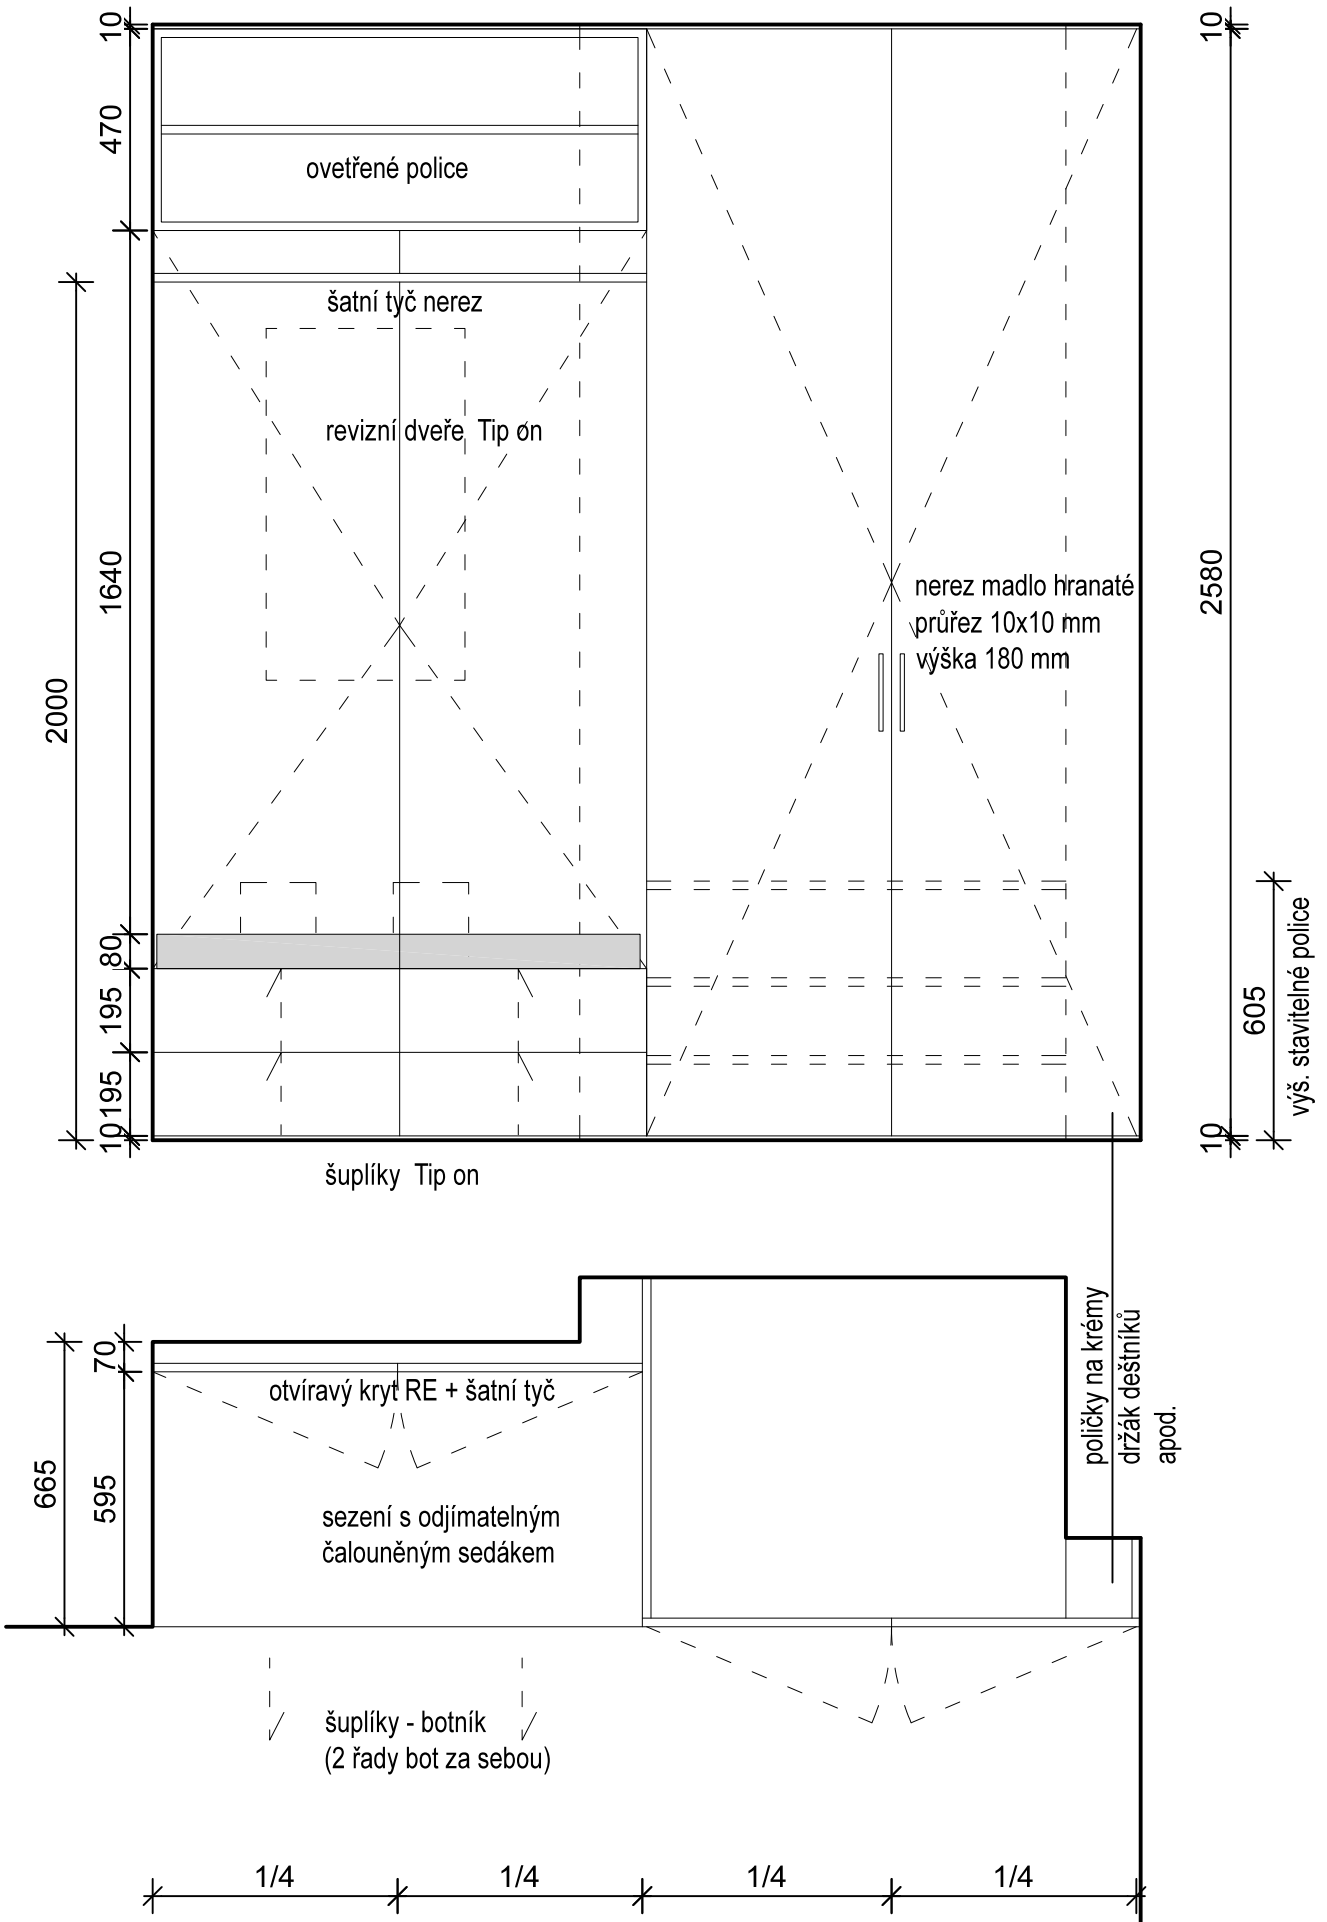 10
10
470
ovetřené police
šatní tyč nerez
revizní dveře Tip on
1640
2580
nerez madlo hranaté
průřez 10x10 mm
výška 180 mm
2000
80
195
195
10
605
výš. stavitelné police
10
šuplíky Tip on
70
665
595
otvíravý kryt RE + šatní tyč
sezení s odjímatelným
čalouněným sedákem
poličky na krémy
držák deštníků
apod.
šuplíky - botník
(2 řady bot za sebou)
1/4
1/4
1/4
1/4